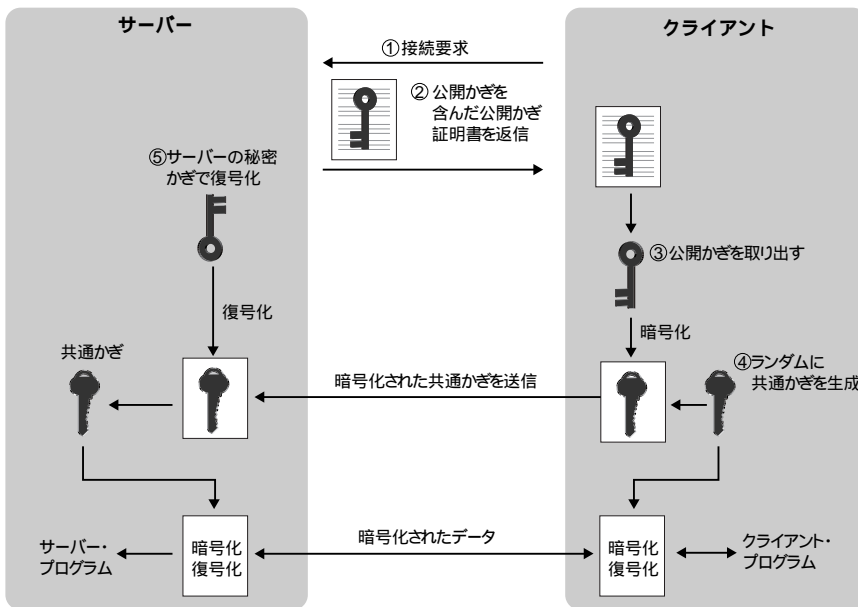 サーバー
クライアント
①接続要求
②公開かぎを
含んだ公開かぎ
証明書を返信
⑤サーバーの秘密
かぎで復号化
③公開かぎを取り出す
復号化
暗号化
共通かぎ
暗号化された共通かぎを送信
④ランダムに
共通かぎを生成
サーバー・
プログラム
暗号化
復号化
暗号化されたデータ
暗号化
復号化
クライアント・
プログラム